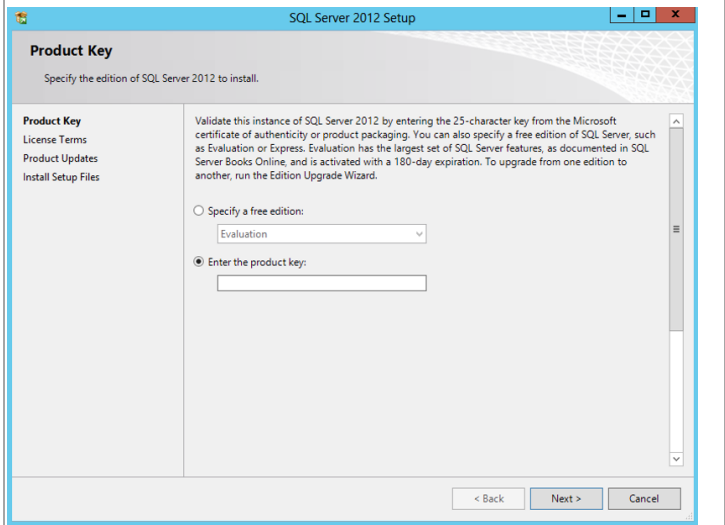 SQL Server 2012 Setup
Product Key
Specify the edition of SQL Server 2012 to install.
Product Key
License Terms
Product Updates
Install Setup Files
Validate this instance of SQL Server 2012 by entering the 25-character key from the Microsoft
certificate of authenticity or product packaging. You can also specify a free edition of SQL Server, such
as Evaluation or Express. Evaluation has the largest set of SQL Server features, as documented in SQL
Server Books Online, and is activated with a 180-day expiration. To upgrade from one edition to
another, run the Edition Upgrade Wizard.
Specify a free edition:
Evaluation
Enter the product key:
< Back
Next >
Cancel